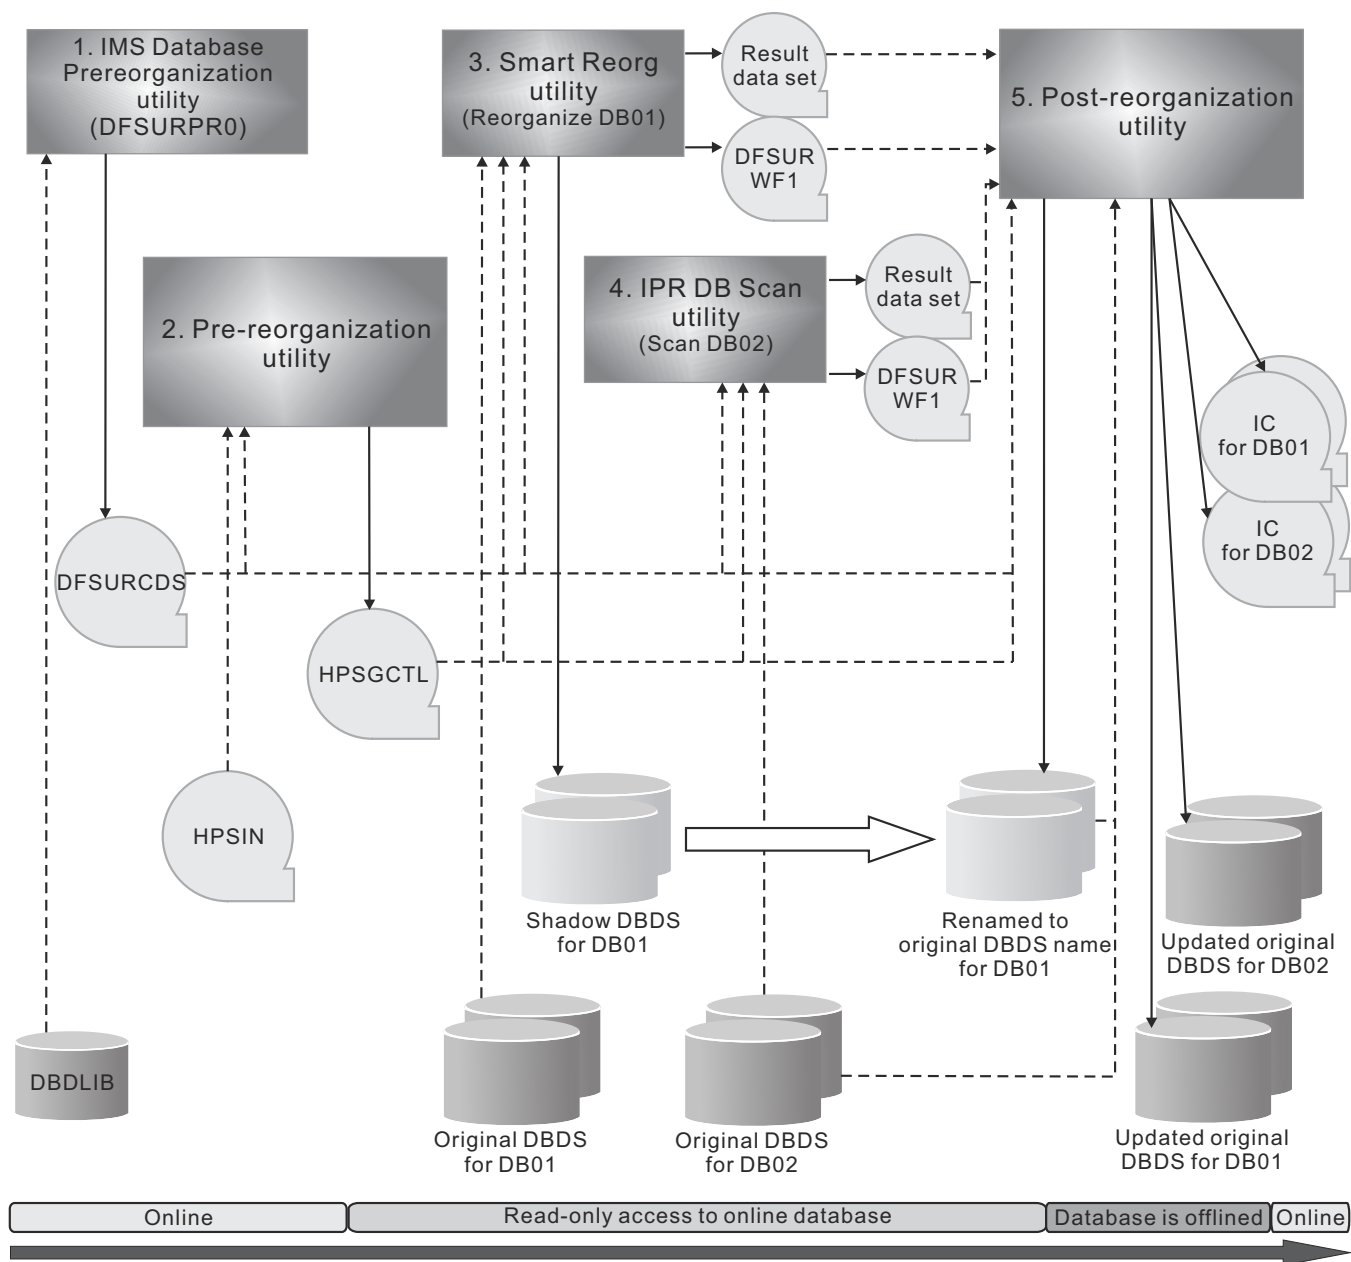 1. IMS Database
Prereorganization
utility
(DFSURPR0)
3. Smart Reorg
utility
(Reorganize DB01)
Result
data set
DFSUR
WF1
5. Post-reorganization
utility
2. Pre-reorganization
utility
4. IPR DB Scan
utility
(Scan DB02)
Result
data set
DFSUR
WF1
IC
for DB01
IC
for DB02
DFSURCDS
HPSGCTL
HPSIN
Shadow DBDS
for DB01
Renamed to
original DBDS name
for DB01
Updated original
DBDS for DB02
DBDLIB
Original DBDS
for DB01
Original DBDS
for DB02
Updated original
DBDS for DB01
Online
Read-only access to online database
Database is offlined
Online